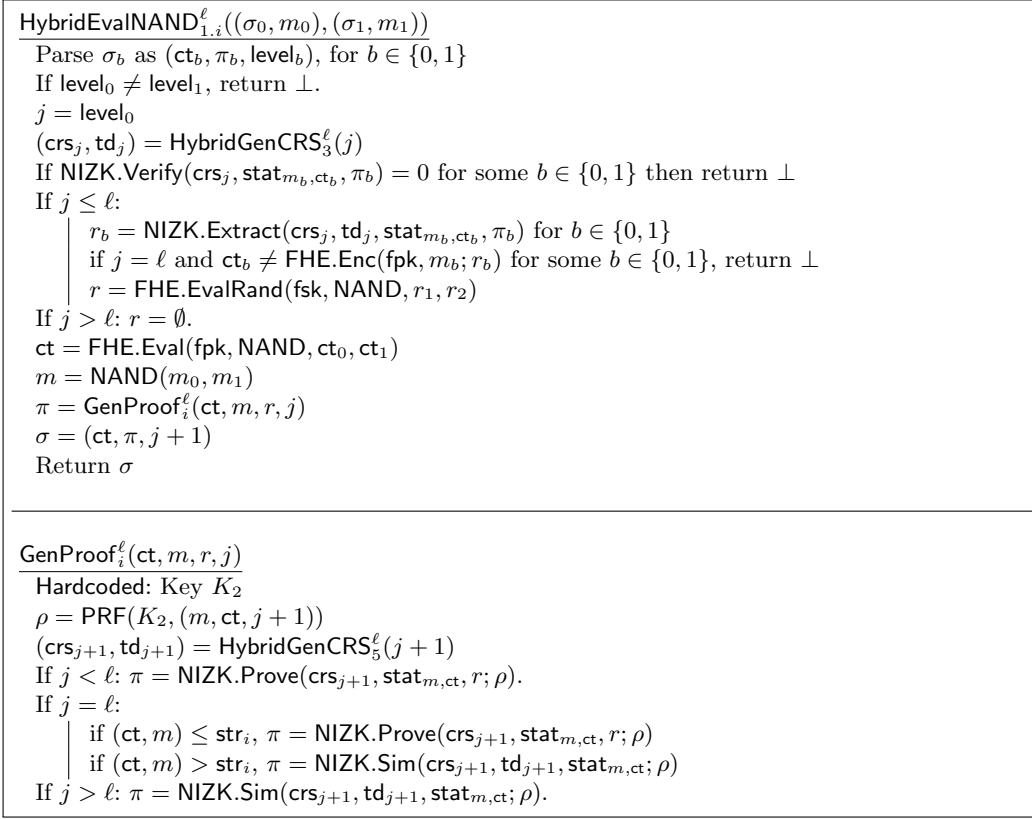 HybridEvalNAND^ℓ_{1.i}((σ_0, m_0), (σ_1, m_1))
Parse σ_b as (ct_b, π_b, level_b), for b ∈ {0, 1}
If level_0 ≠ level_1, return ⊥.
j = level_0
(crs_j, td_j) = HybridGenCRS^ℓ_3(j)
If NIZK.Verify(crs_j, stat_{m_b,ct_b}, π_b) = 0 for some b ∈ {0, 1} then return ⊥
If j ≤ ℓ:
r_b = NIZK.Extract(crs_j, td_j, stat_{m_b,ct_b}, π_b) for b ∈ {0, 1}
if j = ℓ and ct_b ≠ FHE.Enc(fpk, m_b; r_b) for some b ∈ {0, 1}, return ⊥
r = FHE.EvalRand(fsk, NAND, r_1, r_2)
If j > ℓ: r = ∅.
ct = FHE.Eval(fpk, NAND, ct_0, ct_1)
m = NAND(m_0, m_1)
π = GenProof^ℓ_i(ct, m, r, j)
σ = (ct, π, j + 1)
Return σ
GenProof^ℓ_i(ct, m, r, j)
Hardcoded: Key K_2
ρ = PRF(K_2, (m, ct, j + 1))
(crs_{j+1}, td_{j+1}) = HybridGenCRS^ℓ_5(j + 1)
If j < ℓ: π = NIZK.Prove(crs_{j+1}, stat_{m,ct}, r; ρ).
If j = ℓ:
if (ct, m) ≤ str_i, π = NIZK.Prove(crs_{j+1}, stat_{m,ct}, r; ρ)
if (ct, m) > str_i, π = NIZK.Sim(crs_{j+1}, td_{j+1}, stat_{m,ct}; ρ)
If j > ℓ: π = NIZK.Sim(crs_{j+1}, td_{j+1}, stat_{m,ct}; ρ).